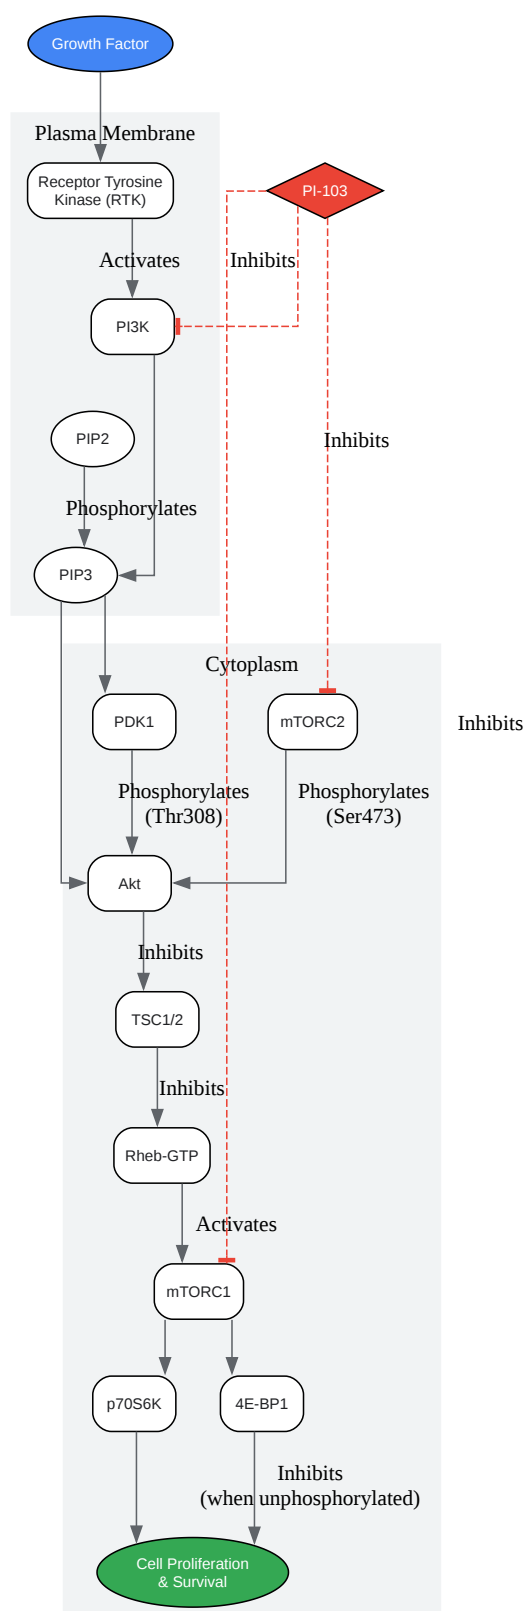 Growth Factor
Plasma Membrane
Receptor Tyrosine
Kinase (RTK)
PI-103
Activates
Inhibits
PI3K
PIP2
Inhibits
Phosphorylates
PIP3
Cytoplasm
PDK1
mTORC2
Inhibits
Phosphorylates
(Thr308)
Phosphorylates
(Ser473)
Akt
Inhibits
TSC1/2
Inhibits
Rheb-GTP
Activates
mTORC1
p70S6K
4E-BP1
Inhibits
(when unphosphorylated)
Cell Proliferation
& Survival